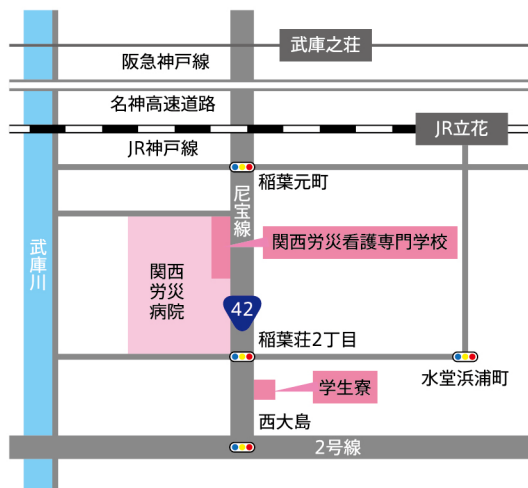 武庫之荘
阪急神戸線
名神高速道路
JR立花
JR神戸線
稲葉元町
尼宝線
関西労災看護専門学校
武庫川
関西
労災
病院
42
稲葉荘2丁目
水堂浜浦町
学生寮
西大島
2号線